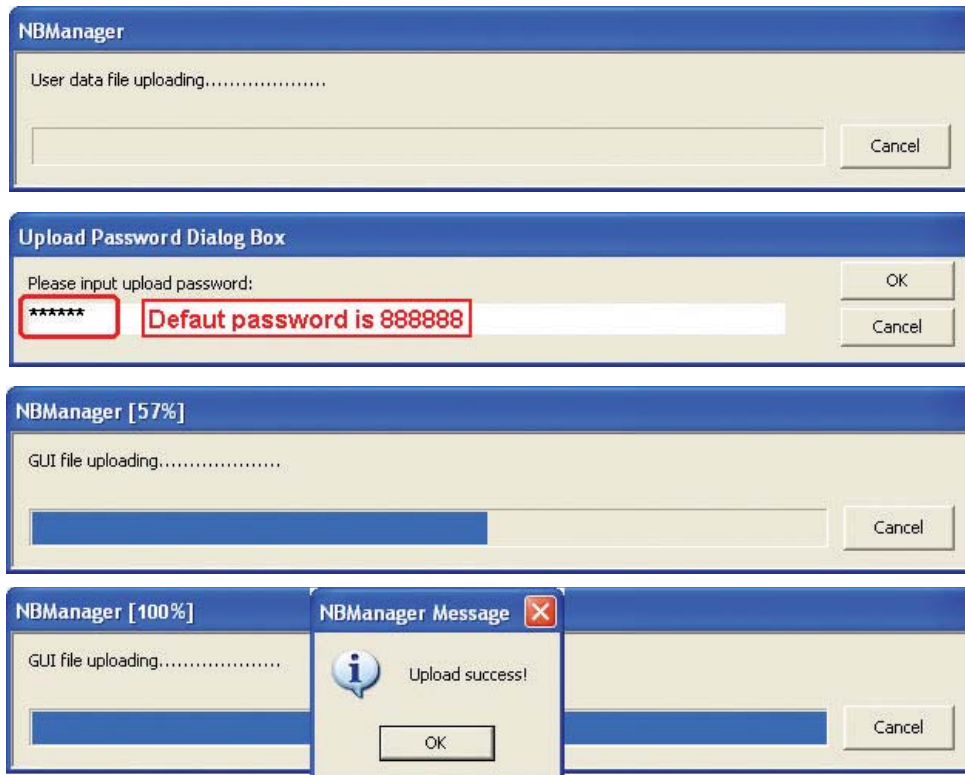 NBManager
User data file uploading....................
Cancel
Upload Password Dialog Box
Please input upload password:
OK
****** Defaut password is 888888
Cancel
NBManager [57%]
GUI file uploading....................
Cancel
NBManager [100%]
NBManager Message
GUI file uploading....................
Upload success!
Cancel
OK